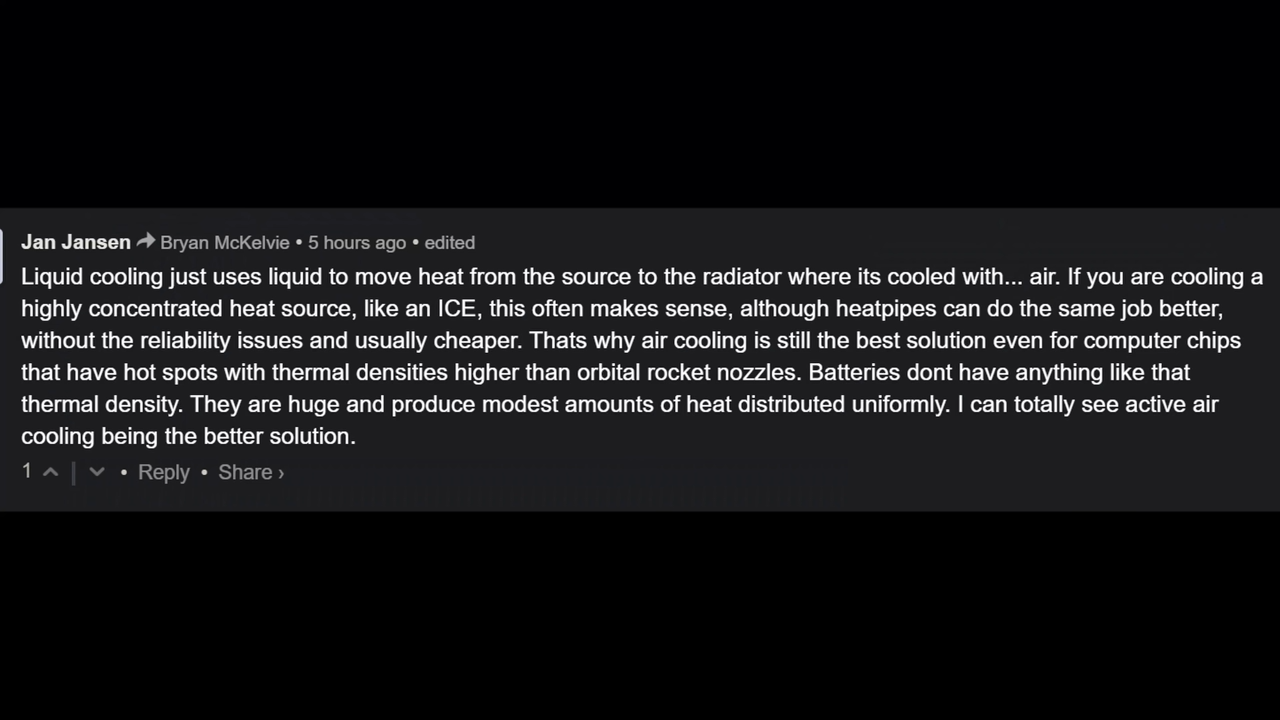 Jan Jansen Bryan McKelvie • 5 hours ago • edited
Liquid cooling just uses liquid to move heat from the source to the radiator where its cooled with... air. If you are cooling a
highly concentrated heat source, like an ICE, this often makes sense, although heatpipes can do the same job better,
without the reliability issues and usually cheaper. Thats why air cooling is still the best solution even for computer chips
that have hot spots with thermal densities higher than orbital rocket nozzles. Batteries dont have anything like that
thermal density. They are huge and produce modest amounts of heat distributed uniformly. I can totally see active air
cooling being the better solution.
1 • Reply • Share ›